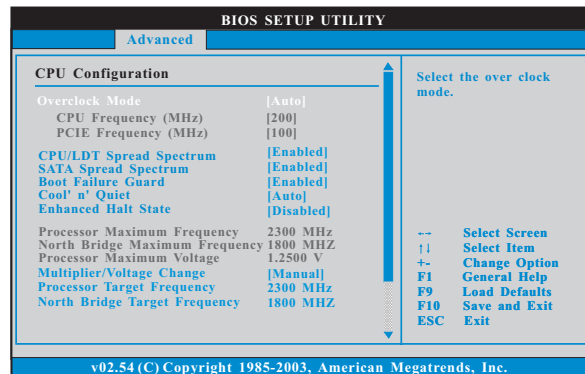 BIOS SETUP UTILITY
Advanced
CPU Configuration
Overclock Mode [Auto]
CPU Frequency (MHz) [200]
PCIE Frequency (MHz) [100]
CPU/LDT Spread Spectrum [Enabled]
SATA Spread Spectrum [Enabled]
Boot Failure Guard [Enabled]
Cool' n' Quiet [Auto]
Enhanced Halt State [Disabled]
Processor Maximum Frequency 2300 MHz
North Bridge Maximum Frequency 1800 MHZ
Processor Maximum Voltage 1.2500 V
Multiplier/Voltage Change [Manual]
Processor Target Frequency 2300 MHz
North Bridge Target Frequency 1800 MHZ
Select the over clock
mode.
←→ Select Screen
↑↓ Select Item
+- Change Option
F1 General Help
F9 Load Defaults
F10 Save and Exit
ESC Exit
v02.54 (C) Copyright 1985-2003, American Megatrends, Inc.